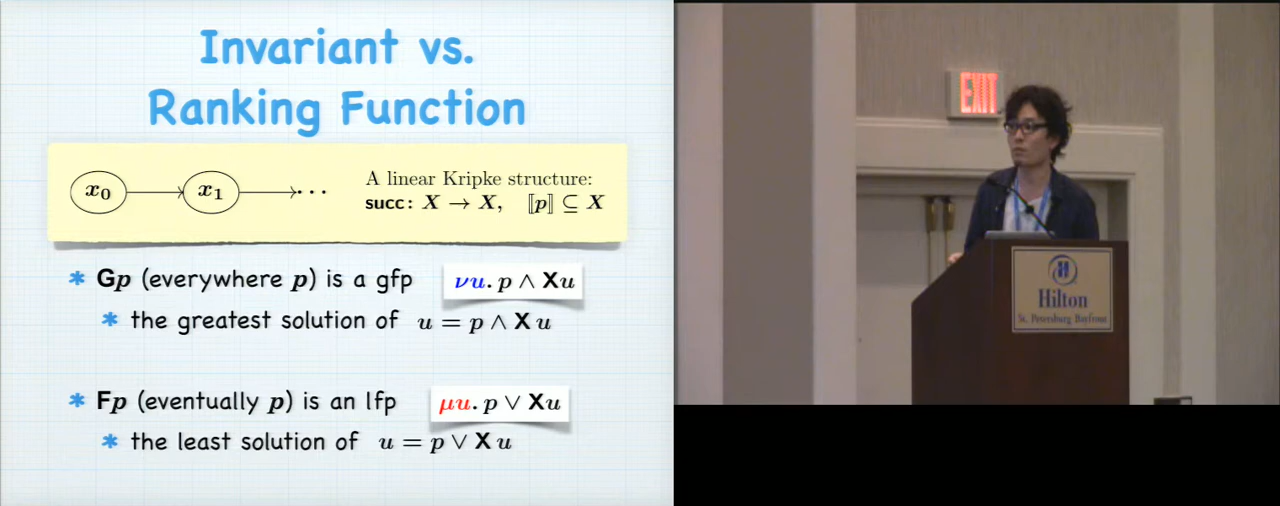 Invariant vs.
Ranking Function
x₀ x₁ ⋯
A linear Kripke structure:
succ: X → X, ⟦p⟧ ⊆ X
* Gp (everywhere p) is a gfp νu. p ∧ Xu
* the greatest solution of u = p ∧ X u
* Fp (eventually p) is an lfp μu. p ∨ Xu
* the least solution of u = p ∨ X u
EXIT
Hilton
St. Petersburg Bayfront